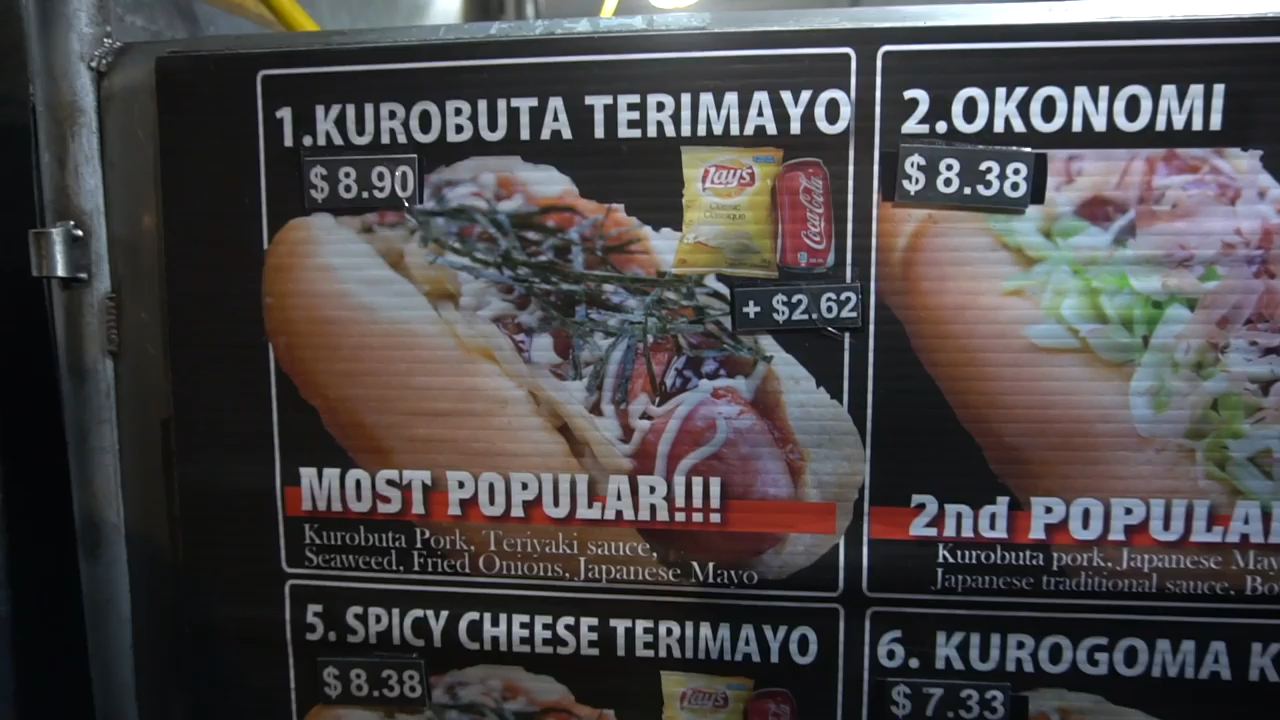 1.KUROBUTA TERIMAYO
$8.90
Lay's
Classic
Classique
Coca-Cola
+ $2.62
MOST POPULAR!!!
Kurobuta Pork, Teriyaki sauce,
Seaweed, Fried Onions, Japanese Mayo
2.OKONOMI
$8.38
2nd POPULA
Kurobuta pork, Japanese May
Japanese traditional sauce, Bo
5. SPICY CHEESE TERIMAYO
$8.38
Lay's
6. KUROGOMA K
$7.33